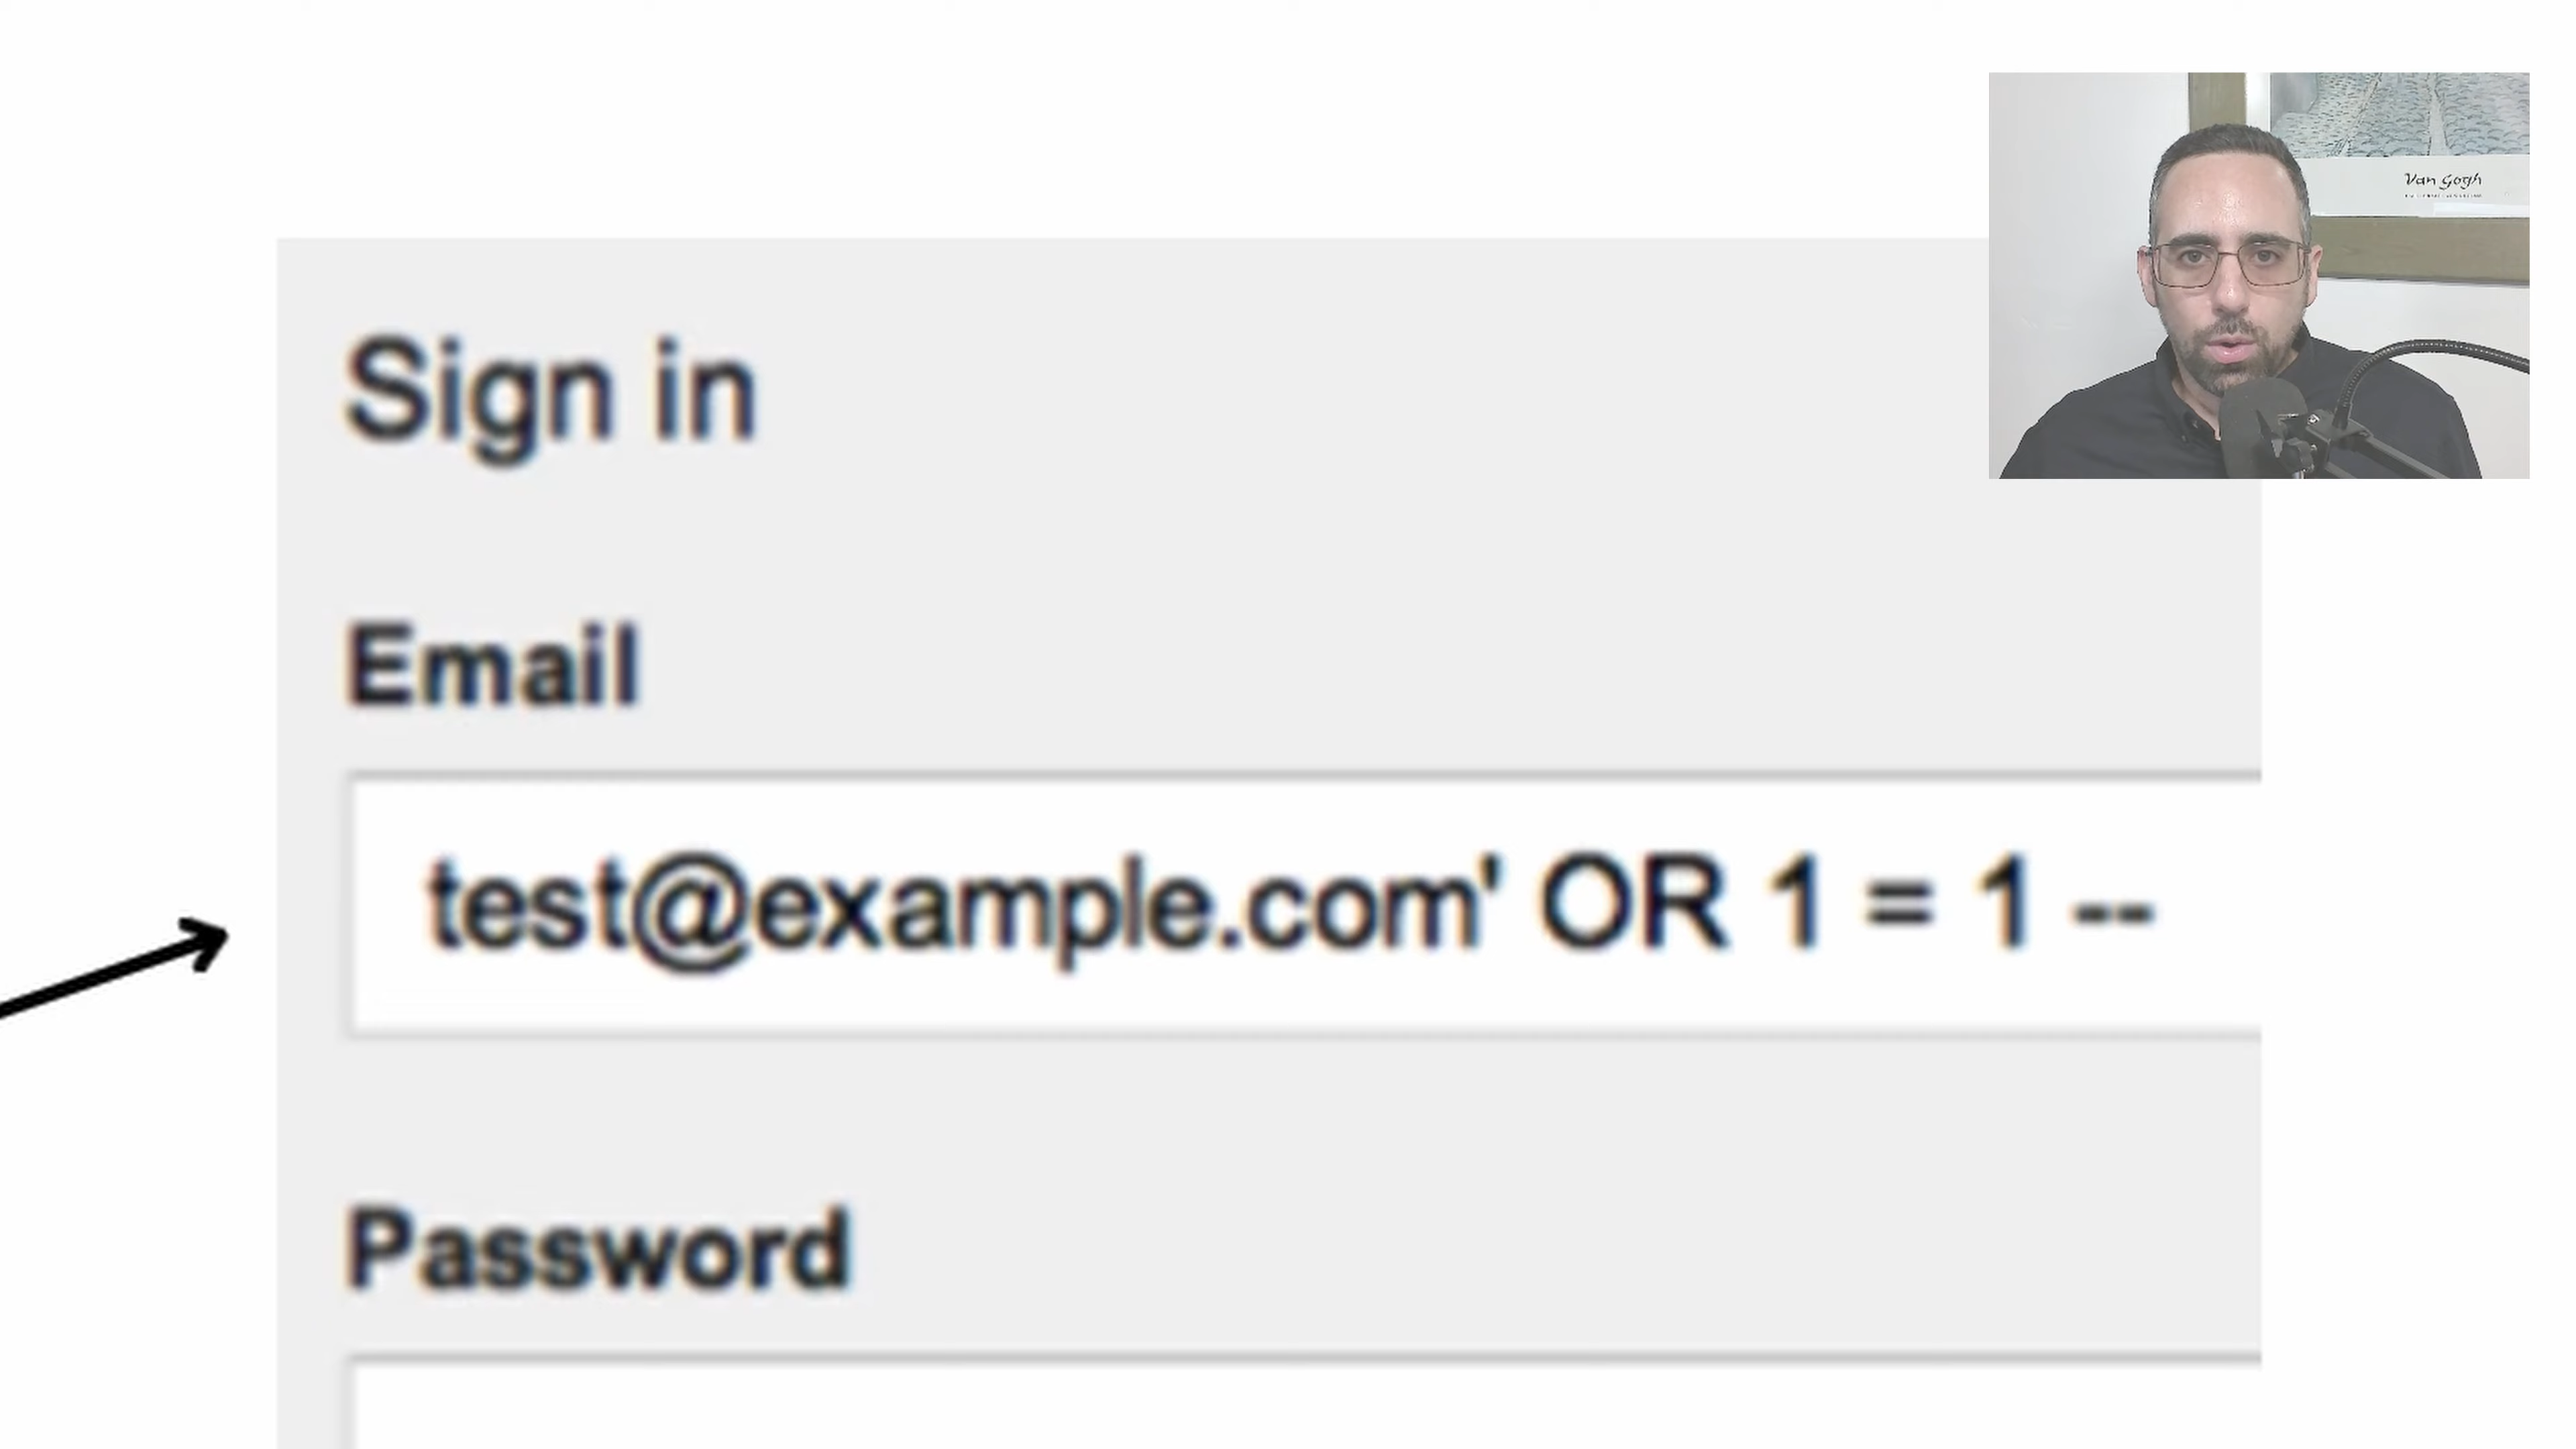 Van Gogh
Sign in
Email
test@example.com' OR 1 = 1 --
Password